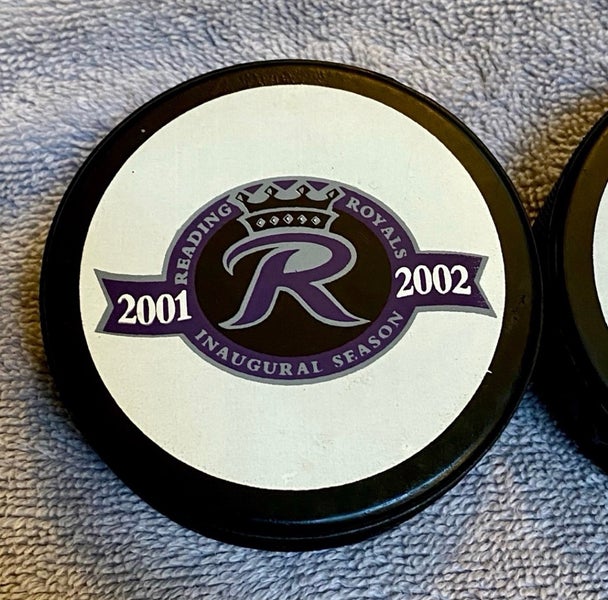 READING ROYALS
R
2001 2002
INAUGURAL SEASON